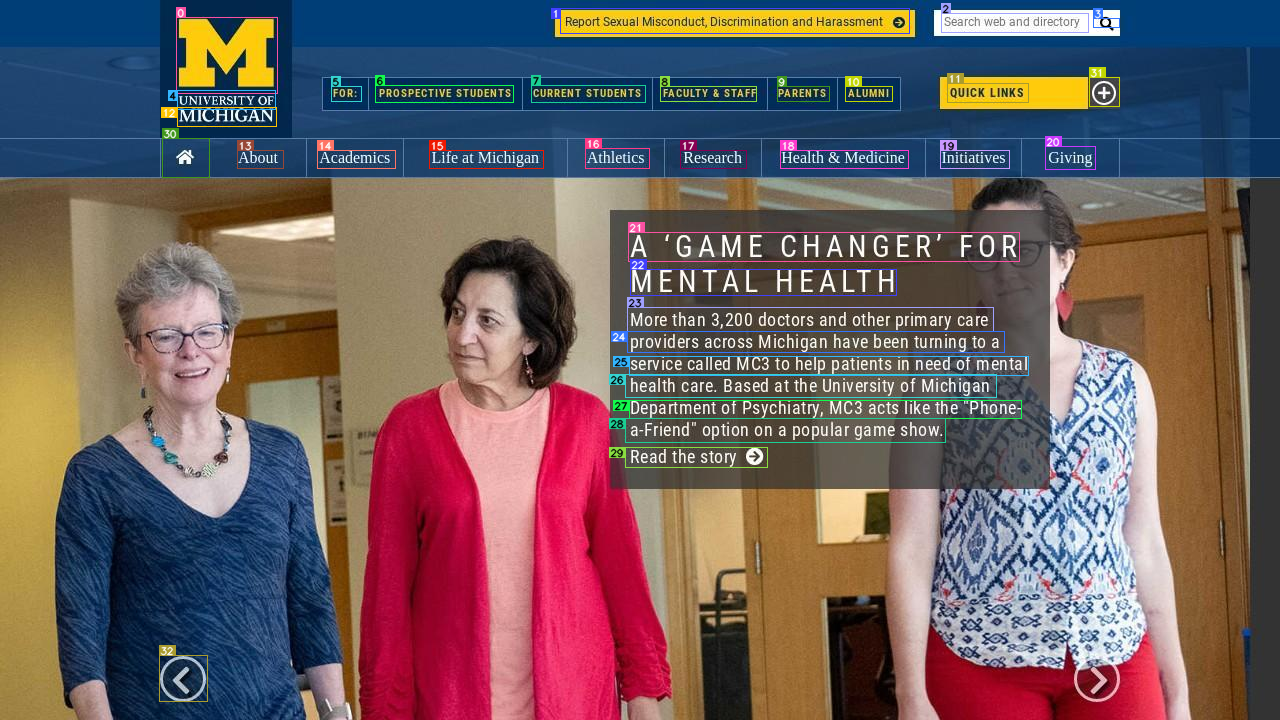 Report Sexual Misconduct, Discrimination and Harassment
Search web and directory
M
UNIVERSITY OF
MICHIGAN
FOR:
PROSPECTIVE STUDENTS
CURRENT STUDENTS
FACULTY & STAFF
PARENTS
ALUMNI
QUICK LINKS
About
Academics
Life at Michigan
Athletics
Research
Health & Medicine
Initiatives
Giving
A ‘GAME CHANGER’ FOR
MENTAL HEALTH
More than 3,200 doctors and other primary care
providers across Michigan have been turning to a
service called MC3 to help patients in need of mental
health care. Based at the University of Michigan
Department of Psychiatry, MC3 acts like the "Phone-
a-Friend" option on a popular game show.
Read the story
0
1
2
3
4
5
6
7
8
9
10
11
12
13
14
15
16
17
18
19
20
21
22
23
24
25
26
27
28
29
30
31
32